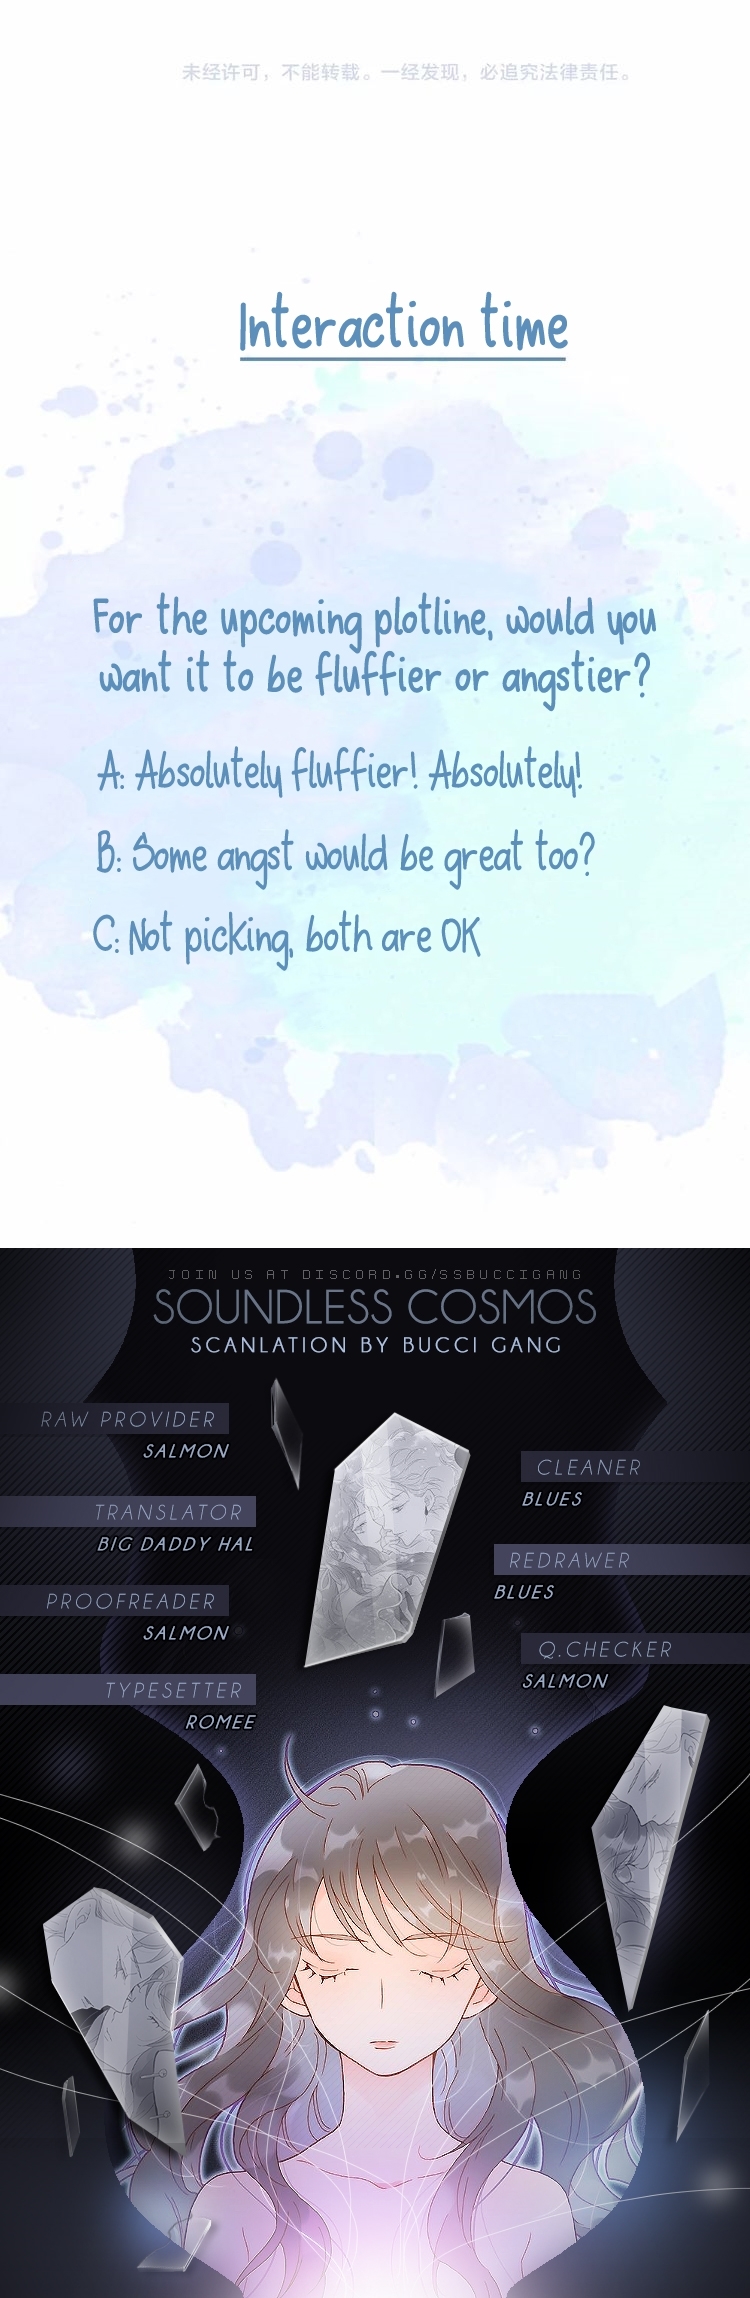 未经许可，不能转载。一经发现，必追究法律责任。
Interaction time
For the upcoming plotline, would you
want it to be fluffier or angstier?
A: Absolutely fluffier! Absolutely!
B: Some angst would be great too?
C: Not picking, both are OK
JOIN US AT DISCORD.GG/SSBUCCIGANG
SOUNDLESS COSMOS
SCANLATION BY BUCCI GANG
RAW PROVIDER
SALMON
TRANSLATOR
BIG DADDY HAL
PROOFREADER
SALMON
TYPESETTER
ROMEE
CLEANER
BLUES
REDRAWER
BLUES
Q.CHECKER
SALMON